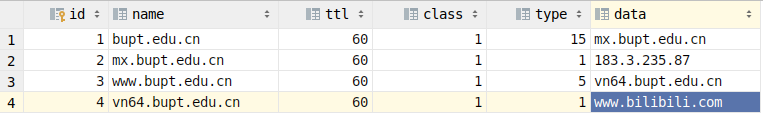 id name ttl class type data
1 1 bupt.edu.cn 60 1 15 mx.bupt.edu.cn
2 2 mx.bupt.edu.cn 60 1 1 183.3.235.87
3 3 www.bupt.edu.cn 60 1 5 vn64.bupt.edu.cn
4 4 vn64.bupt.edu.cn 60 1 1 www.bilibili.com